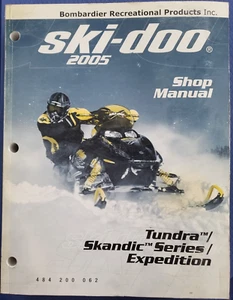 Bombardier Recreational Products Inc.
ski-doo®
2005
Shop
Manual
Tundra™/
Skandic™ Series/
Expedition
484 200 062